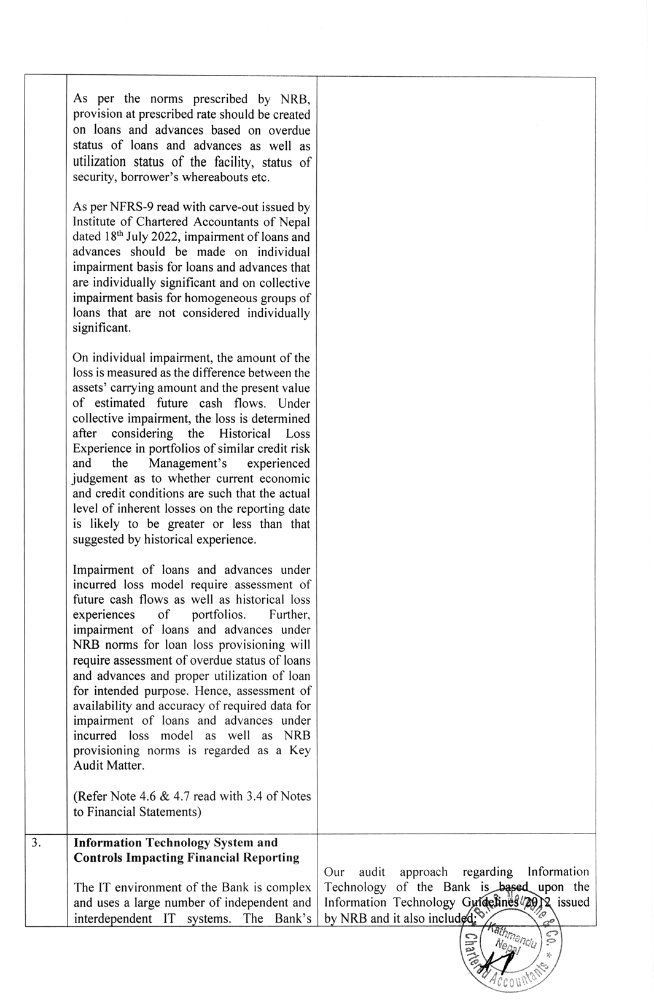 As per the norms prescribed by NRB,
provision at prescribed rate should be created
on loans and advances based on overdue
status of loans and advances as well as
utilization status of the facility, status of
security, borrower's whereabouts etc.
As per NFRS-9 read with carve-out issued by
Institute of Chartered Accountants of Nepal
dated 18th July 2022, impairment of loans and
advances should be made on individual
impairment basis for loans and advances that
are individually significant and on collective
impairment basis for homogeneous groups of
loans that are not considered individually
significant.
On individual impairment, the amount of the
loss is measured as the difference between the
assets' carrying amount and the present value
of estimated future cash flows. Under
collective impairment, the loss is determined
after considering the Historical Loss
Experience in portfolios of similar credit risk
and the Management's experienced
judgement as to whether current economic
and credit conditions are such that the actual
level of inherent losses on the reporting date
is likely to be greater or less than that
suggested by historical experience.
Impairment of loans and advances under
incurred loss model require assessment of
future cash flows as well as historical loss
experiences of portfolios. Further,
impairment of loans and advances under
NRB norms for loan loss provisioning will
require assessment of overdue status of loans
and advances and proper utilization of loan
for intended purpose. Hence, assessment of
availability and accuracy of required data for
impairment of loans and advances under
incurred loss model as well as NRB
provisioning norms is regarded as a Key
Audit Matter.
(Refer Note 4.6 & 4.7 read with 3.4 of Notes
to Financial Statements)
3.
Information Technology System and
Controls Impacting Financial Reporting
The IT environment of the Bank is complex
and uses a large number of independent and
interdependent IT systems. The Bank's
Our audit approach regarding Information
Technology of the Bank is based upon the
Information Technology Guidelines 2012 issued
by NRB and it also included:
Neupane & Co.
Chartered Accountants
Kathmandu
Nepal